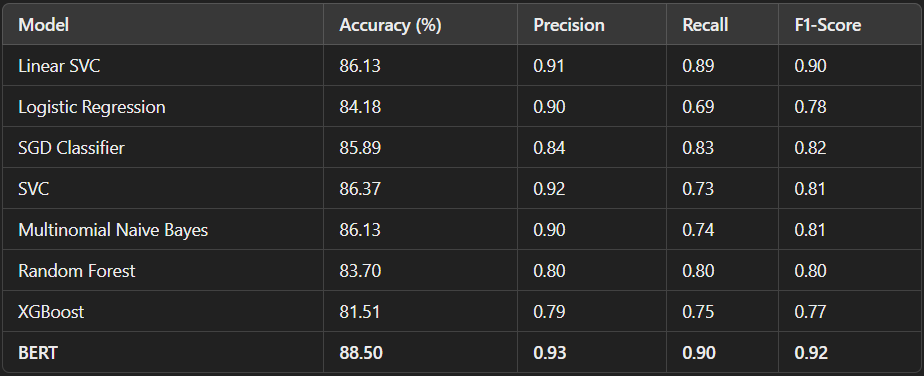 Model Accuracy (%) Precision Recall F1-Score
Linear SVC 86.13 0.91 0.89 0.90
Logistic Regression 84.18 0.90 0.69 0.78
SGD Classifier 85.89 0.84 0.83 0.82
SVC 86.37 0.92 0.73 0.81
Multinomial Naive Bayes 86.13 0.90 0.74 0.81
Random Forest 83.70 0.80 0.80 0.80
XGBoost 81.51 0.79 0.75 0.77
BERT 88.50 0.93 0.90 0.92